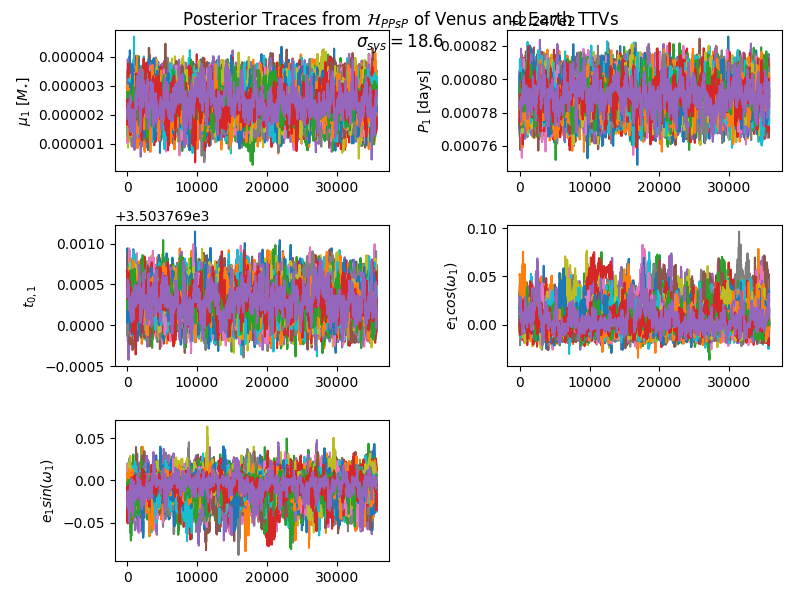 Posterior Traces from 𝓗_PPsP of Venus and Earth TTVs
σ_sys = 18.6
+2.247e2
μ₁ [M⋆]
0.000004
0.000003
0.000002
0.000001
0 10000 20000 30000
P₁ [days]
0.00082
0.00080
0.00078
0.00076
0 10000 20000 30000
+3.503769e3
t₀,₁
0.0010
0.0005
0.0000
−0.0005
0 10000 20000 30000
e₁cos(ω₁)
0.10
0.05
0.00
0 10000 20000 30000
e₁sin(ω₁)
0.05
0.00
−0.05
0 10000 20000 30000